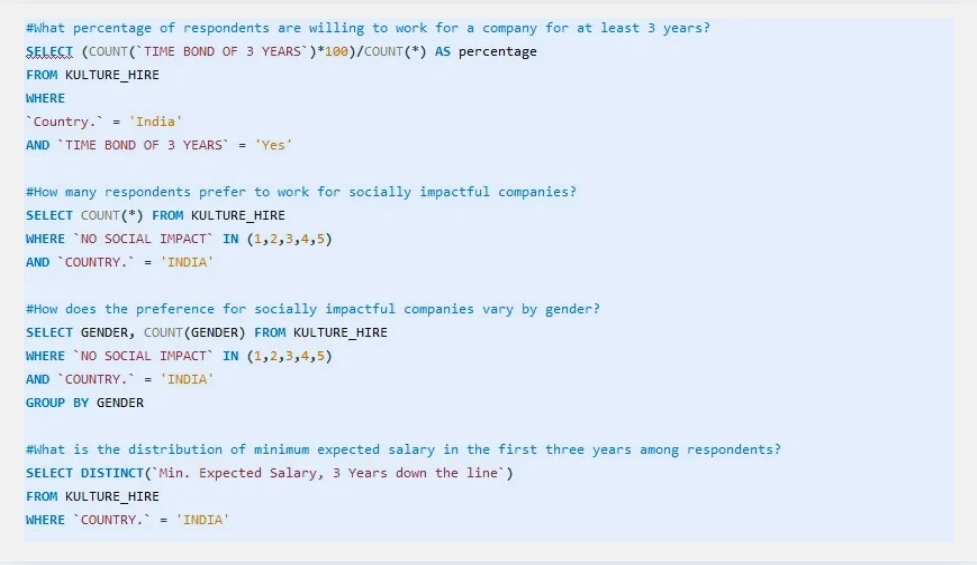 #What percentage of respondents are willing to work for a company for at least 3 years?
SELECT (COUNT(`TIME BOND OF 3 YEARS`)*100)/COUNT(*) AS percentage
FROM KULTURE_HIRE
WHERE
`Country.` = 'India'
AND `TIME BOND OF 3 YEARS` = 'Yes'
#How many respondents prefer to work for socially impactful companies?
SELECT COUNT(*) FROM KULTURE_HIRE
WHERE `NO SOCIAL IMPACT` IN (1,2,3,4,5)
AND `COUNTRY.` = 'INDIA'
#How does the preference for socially impactful companies vary by gender?
SELECT GENDER, COUNT(GENDER) FROM KULTURE_HIRE
WHERE `NO SOCIAL IMPACT` IN (1,2,3,4,5)
AND `COUNTRY.` = 'INDIA'
GROUP BY GENDER
#What is the distribution of minimum expected salary in the first three years among respondents?
SELECT DISTINCT(`Min. Expected Salary, 3 Years down the line`)
FROM KULTURE_HIRE
WHERE `COUNTRY.` = 'INDIA'